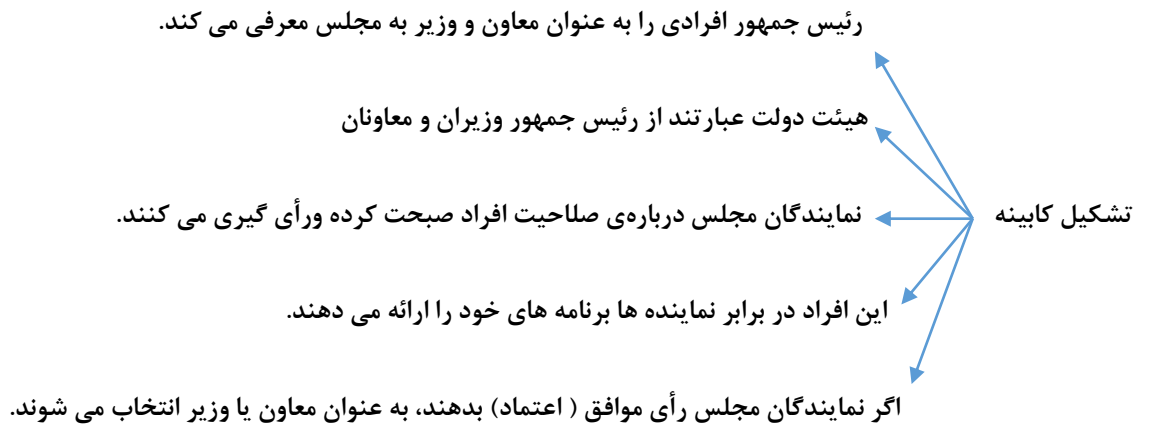 رئیس جمهور افرادی را به عنوان معاون و وزیر به مجلس معرفی می کند.
هیئت دولت عبارتند از رئیس جمهور وزیران و معاونان
تشکیل کابینه
نمایندگان مجلس درباره‌ی صلاحیت افراد صبحت کرده ورأی گیری می کنند.
این افراد در برابر نماینده ها برنامه های خود را ارائه می دهند.
اگر نمایندگان مجلس رأی موافق ( اعتماد) بدهند، به عنوان معاون یا وزیر انتخاب می شوند.